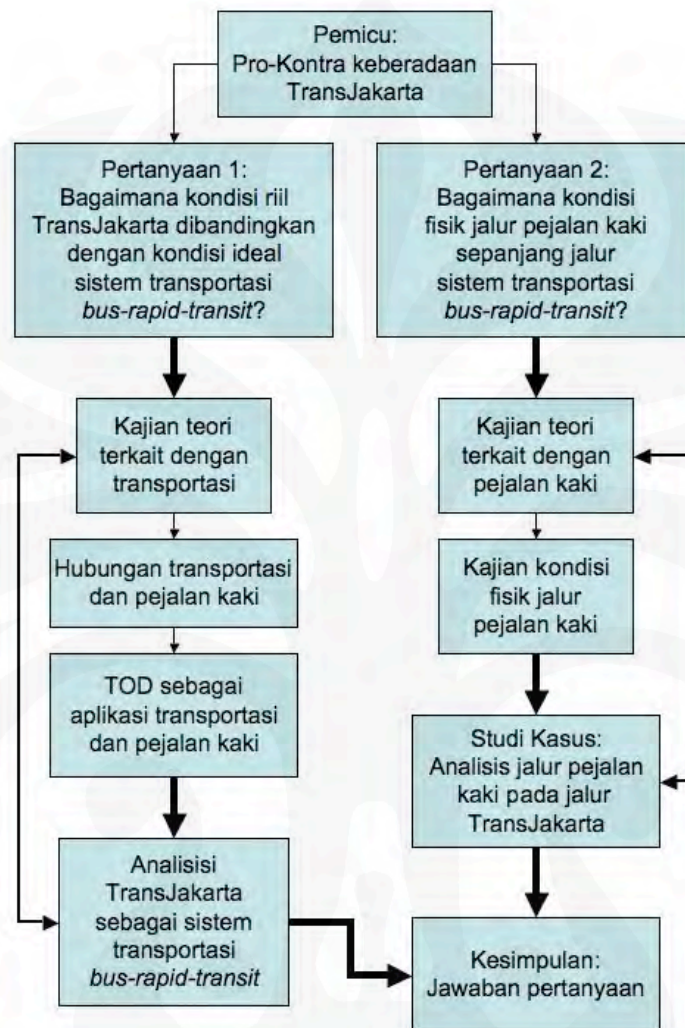 Pemicu:
Pro-Kontra keberadaan
TransJakarta
Pertanyaan 1:
Bagaimana kondisi riil
TransJakarta dibandingkan
dengan kondisi ideal
sistem transportasi
bus-rapid-transit?
Pertanyaan 2:
Bagaimana kondisi
fisik jalur pejalan kaki
sepanjang jalur
sistem transportasi
bus-rapid-transit?
Kajian teori
terkait dengan
transportasi
Hubungan transportasi
dan pejalan kaki
TOD sebagai
aplikasi transportasi
dan pejalan kaki
Analisisi
TransJakarta
sebagai sistem
transportasi
bus-rapid-transit
Kajian teori
terkait dengan
pejalan kaki
Kajian kondisi
fisik jalur
pejalan kaki
Studi Kasus:
Analisis jalur pejalan
kaki pada jalur
TransJakarta
Kesimpulan:
Jawaban pertanyaan